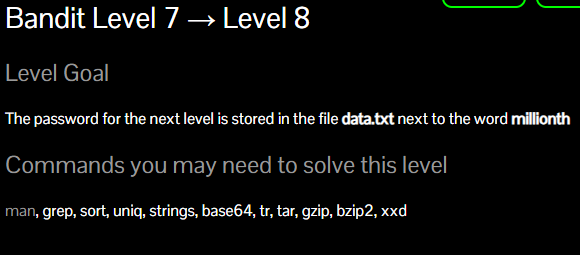 Bandit Level 7 → Level 8
Level Goal
The password for the next level is stored in the file data.txt next to the word millionth
Commands you may need to solve this level
man, grep, sort, uniq, strings, base64, tr, tar, gzip, bzip2, xxd